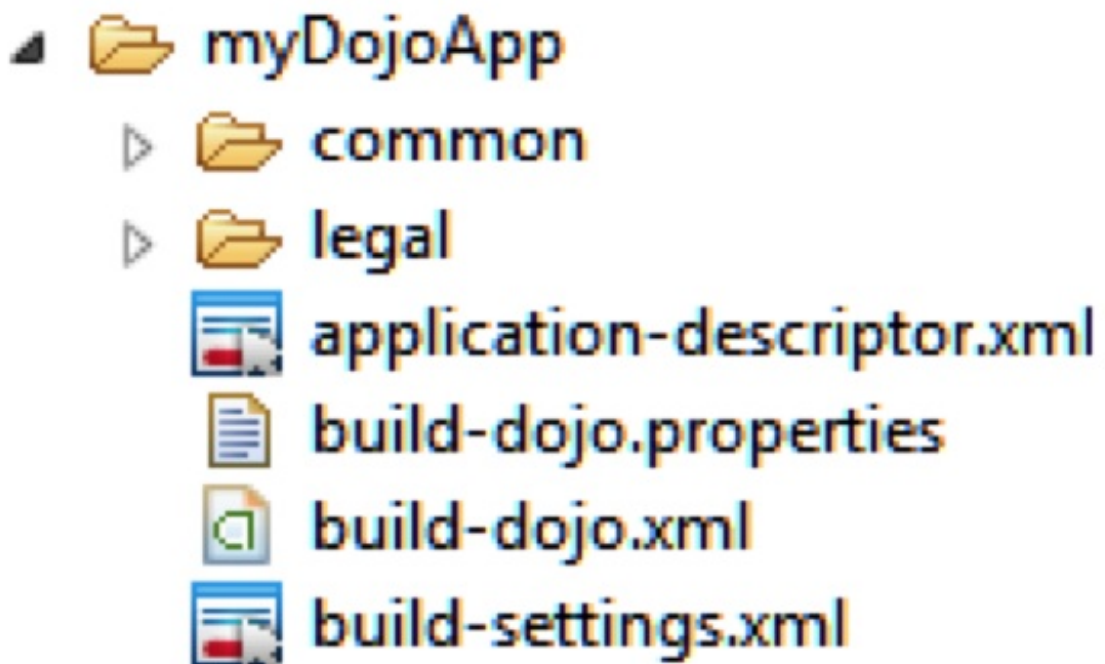 myDojoApp
common
legal
application-descriptor.xml
build-dojo.properties
build-dojo.xml
build-settings.xml